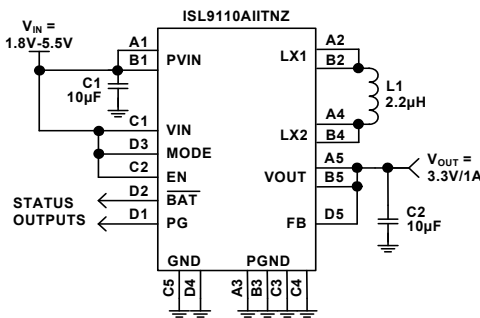 ISL9110AIITNZ
V_IN =
1.8V-5.5V
A1
B1
PVIN
C1
10µF
C1
VIN
D3
MODE
C2
EN
D2
BAT
D1
PG
STATUS
OUTPUTS
LX1
A2
B2
L1
2.2µH
LX2
A4
B4
VOUT
A5
B5
V_OUT =
3.3V/1A
FB
D5
C2
10µF
GND
PGND
C5
D4
A3
B3
C3
C4